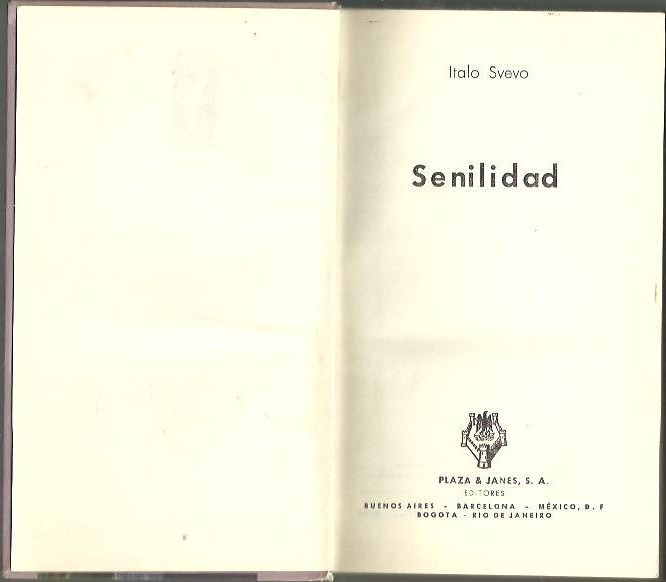 Italo Svevo
Senilidad
PLAZA & JANES, S. A.
EDITORES
BUENOS AIRES - BARCELONA - MÉXICO, D. F
BOGOTA - RIO DE JANEIRO